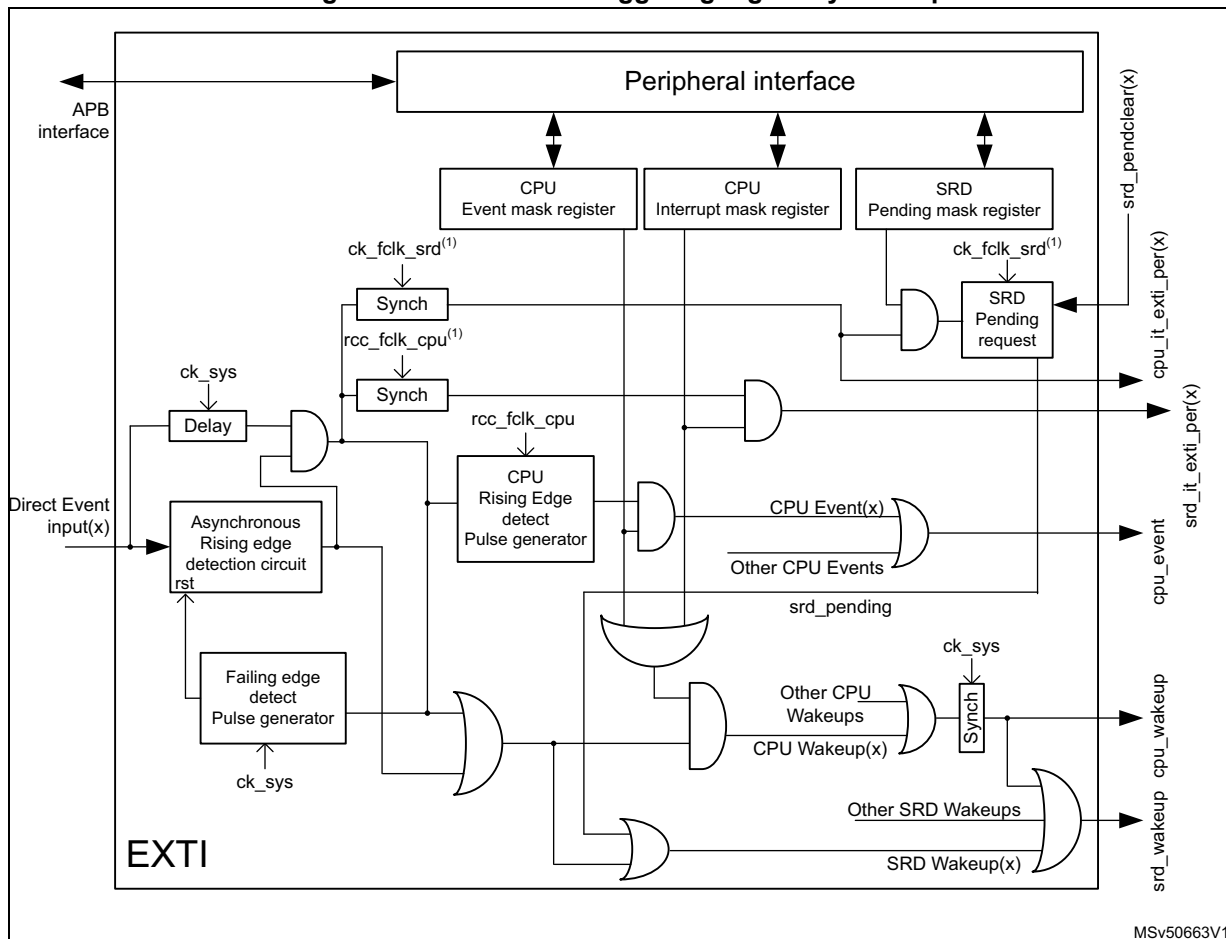 Peripheral interface
APB
interface
CPU
Event mask register
CPU
Interrupt mask register
SRD
Pending mask register
srd_pendclear(x)
cpu_it_exti_per(x)
srd_it_exti_per(x)
cpu_event
cpu_wakeup
srd_wakeup
ck_fclk_srd(1)
Synch
ck_fclk_srd(1)
SRD
Pending
request
rcc_fclk_cpu(1)
Synch
ck_sys
Delay
rcc_fclk_cpu
CPU
Rising Edge
detect
Pulse generator
Direct Event
input(x)
Asynchronous
Rising edge
detection circuit
rst
CPU Event(x)
Other CPU Events
srd_pending
Failing edge
detect
Pulse generator
ck_sys
ck_sys
Synch
Other CPU
Wakeups
CPU Wakeup(x)
Other SRD Wakeups
SRD Wakeup(x)
EXTI
MSv50663V1